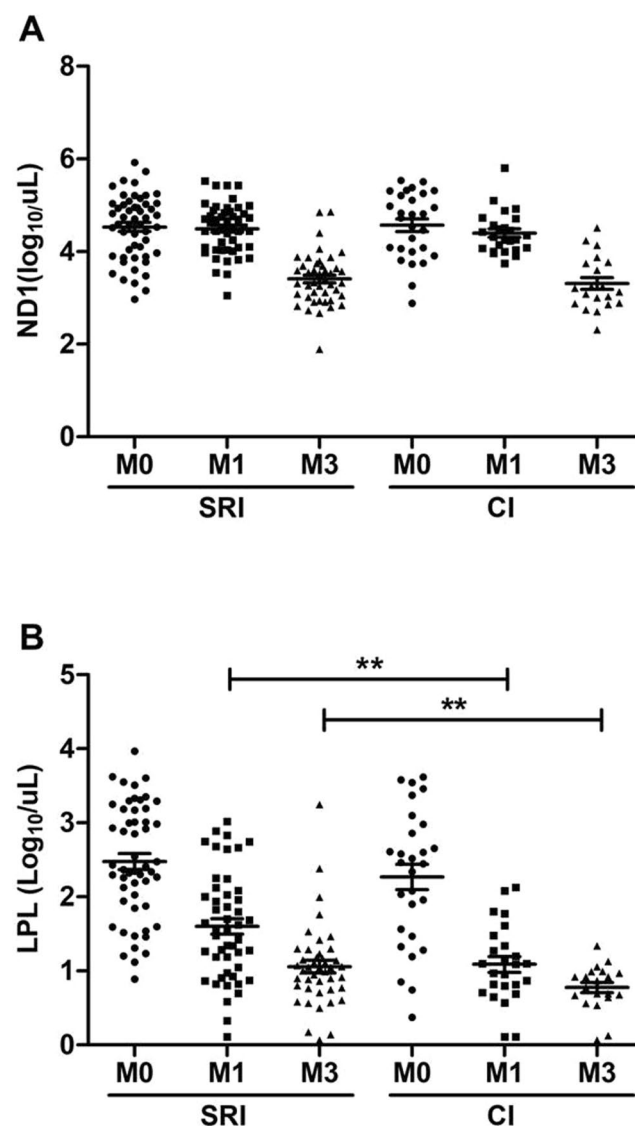 A
ND1(log10/uL)
8
6
4
2
0
M0 M1 M3 M0 M1 M3
SRI CI
B
LPL (Log10/uL)
5
4
3
2
1
0
**
**
M0 M1 M3 M0 M1 M3
SRI CI